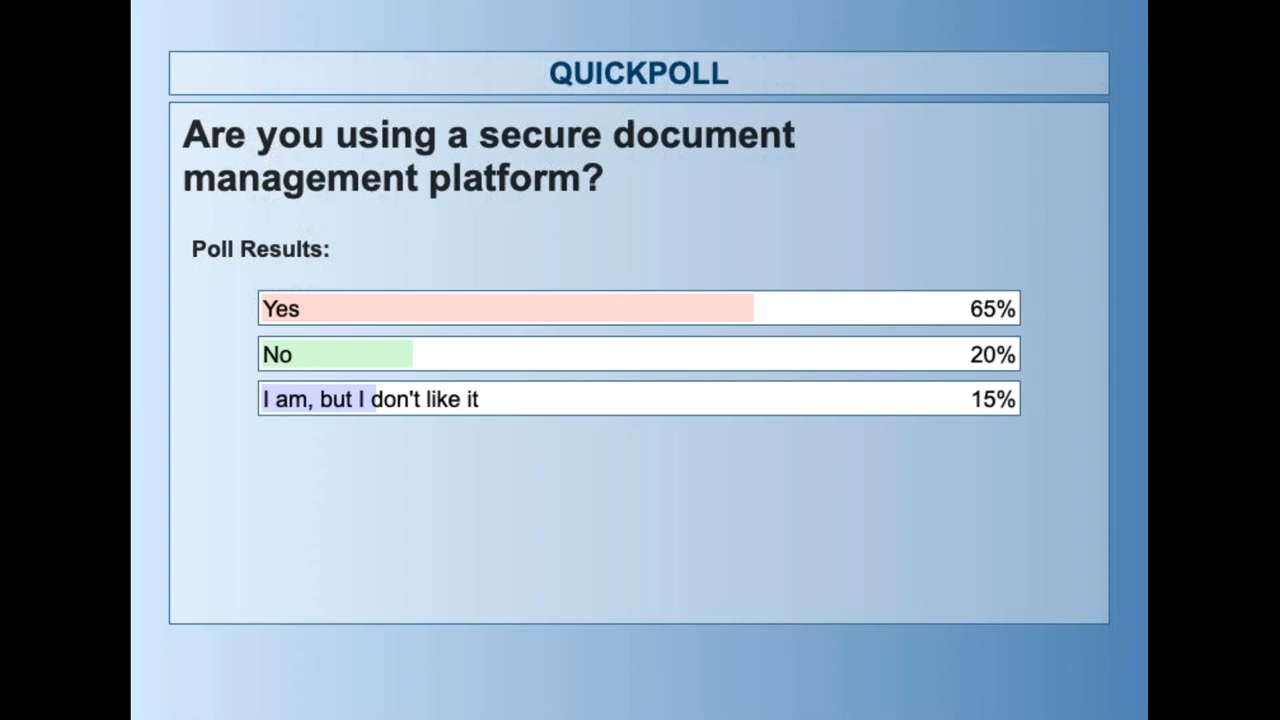 QUICKPOLL
Are you using a secure document
management platform?
Poll Results:
Yes 65%
No 20%
I am, but I don't like it 15%